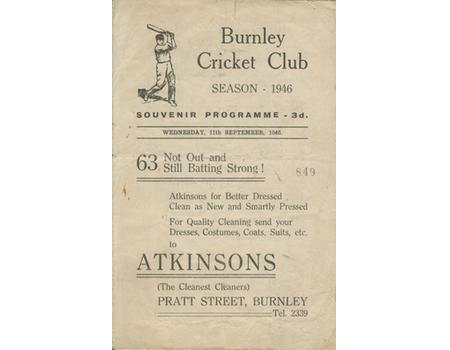 Burnley
Cricket Club
SEASON - 1946
SOUVENIR PROGRAMME - 3d.
WEDNESDAY, 11th SEPTEMBER, 1946.
63 Not Out and
Still Batting Strong!
849
Atkinsons for Better Dressed
Clean as New and Smartly Pressed
For Quality Cleaning send your
Dresses, Costumes, Coats, Suits, etc.
to
ATKINSONS
(The Cleanest Cleaners)
PRATT STREET, BURNLEY
Tel. 2339